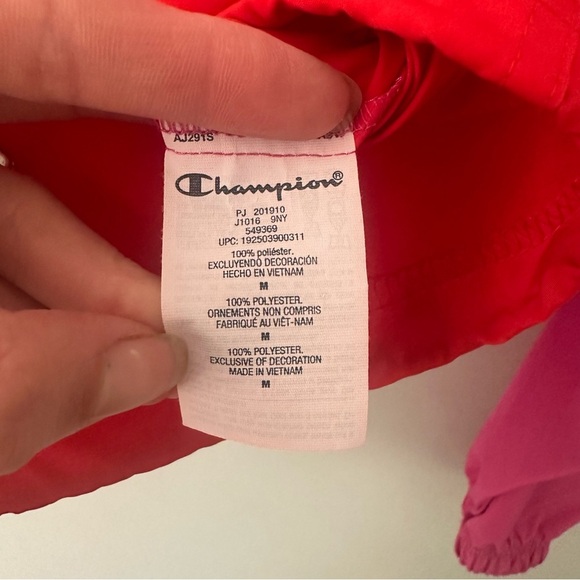 AJ291S
Champion®
PJ 201910
J1016 9NY
549369
UPC: 192503900311
100% poliéster.
EXCLUYENDO DECORACIÓN
HECHO EN VIETNAM
M
100% POLYESTER.
ORNEMENTS NON COMPRIS
FABRIQUÉ AU VIÊT-NAM
M
100% POLYESTER.
EXCLUSIVE OF DECORATION
MADE IN VIETNAM
M